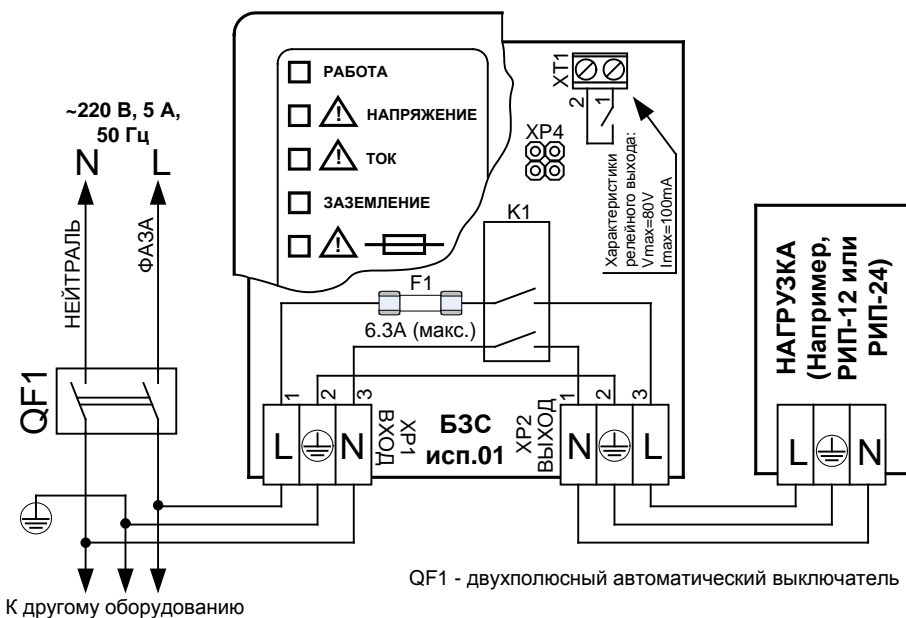 ~220 В, 5 А,
50 Гц
N L
НЕЙТРАЛЬ
ФАЗА
QF1
РАБОТА
НАПРЯЖЕНИЕ
ТОК
ЗАЗЕМЛЕНИЕ
XT1
2 1
XP4
Характеристики
релейного выхода:
Vmax=80V
Imax=100mA
K1
F1
6.3А (макс.)
1 2 3
L N
XP1
ВХОД
БЗС
исп.01
XP2
ВЫХОД
1 2 3
N L
НАГРУЗКА
(Например,
РИП-12 или
РИП-24)
L N
QF1 - двухполюсный автоматический выключатель
К другому оборудованию